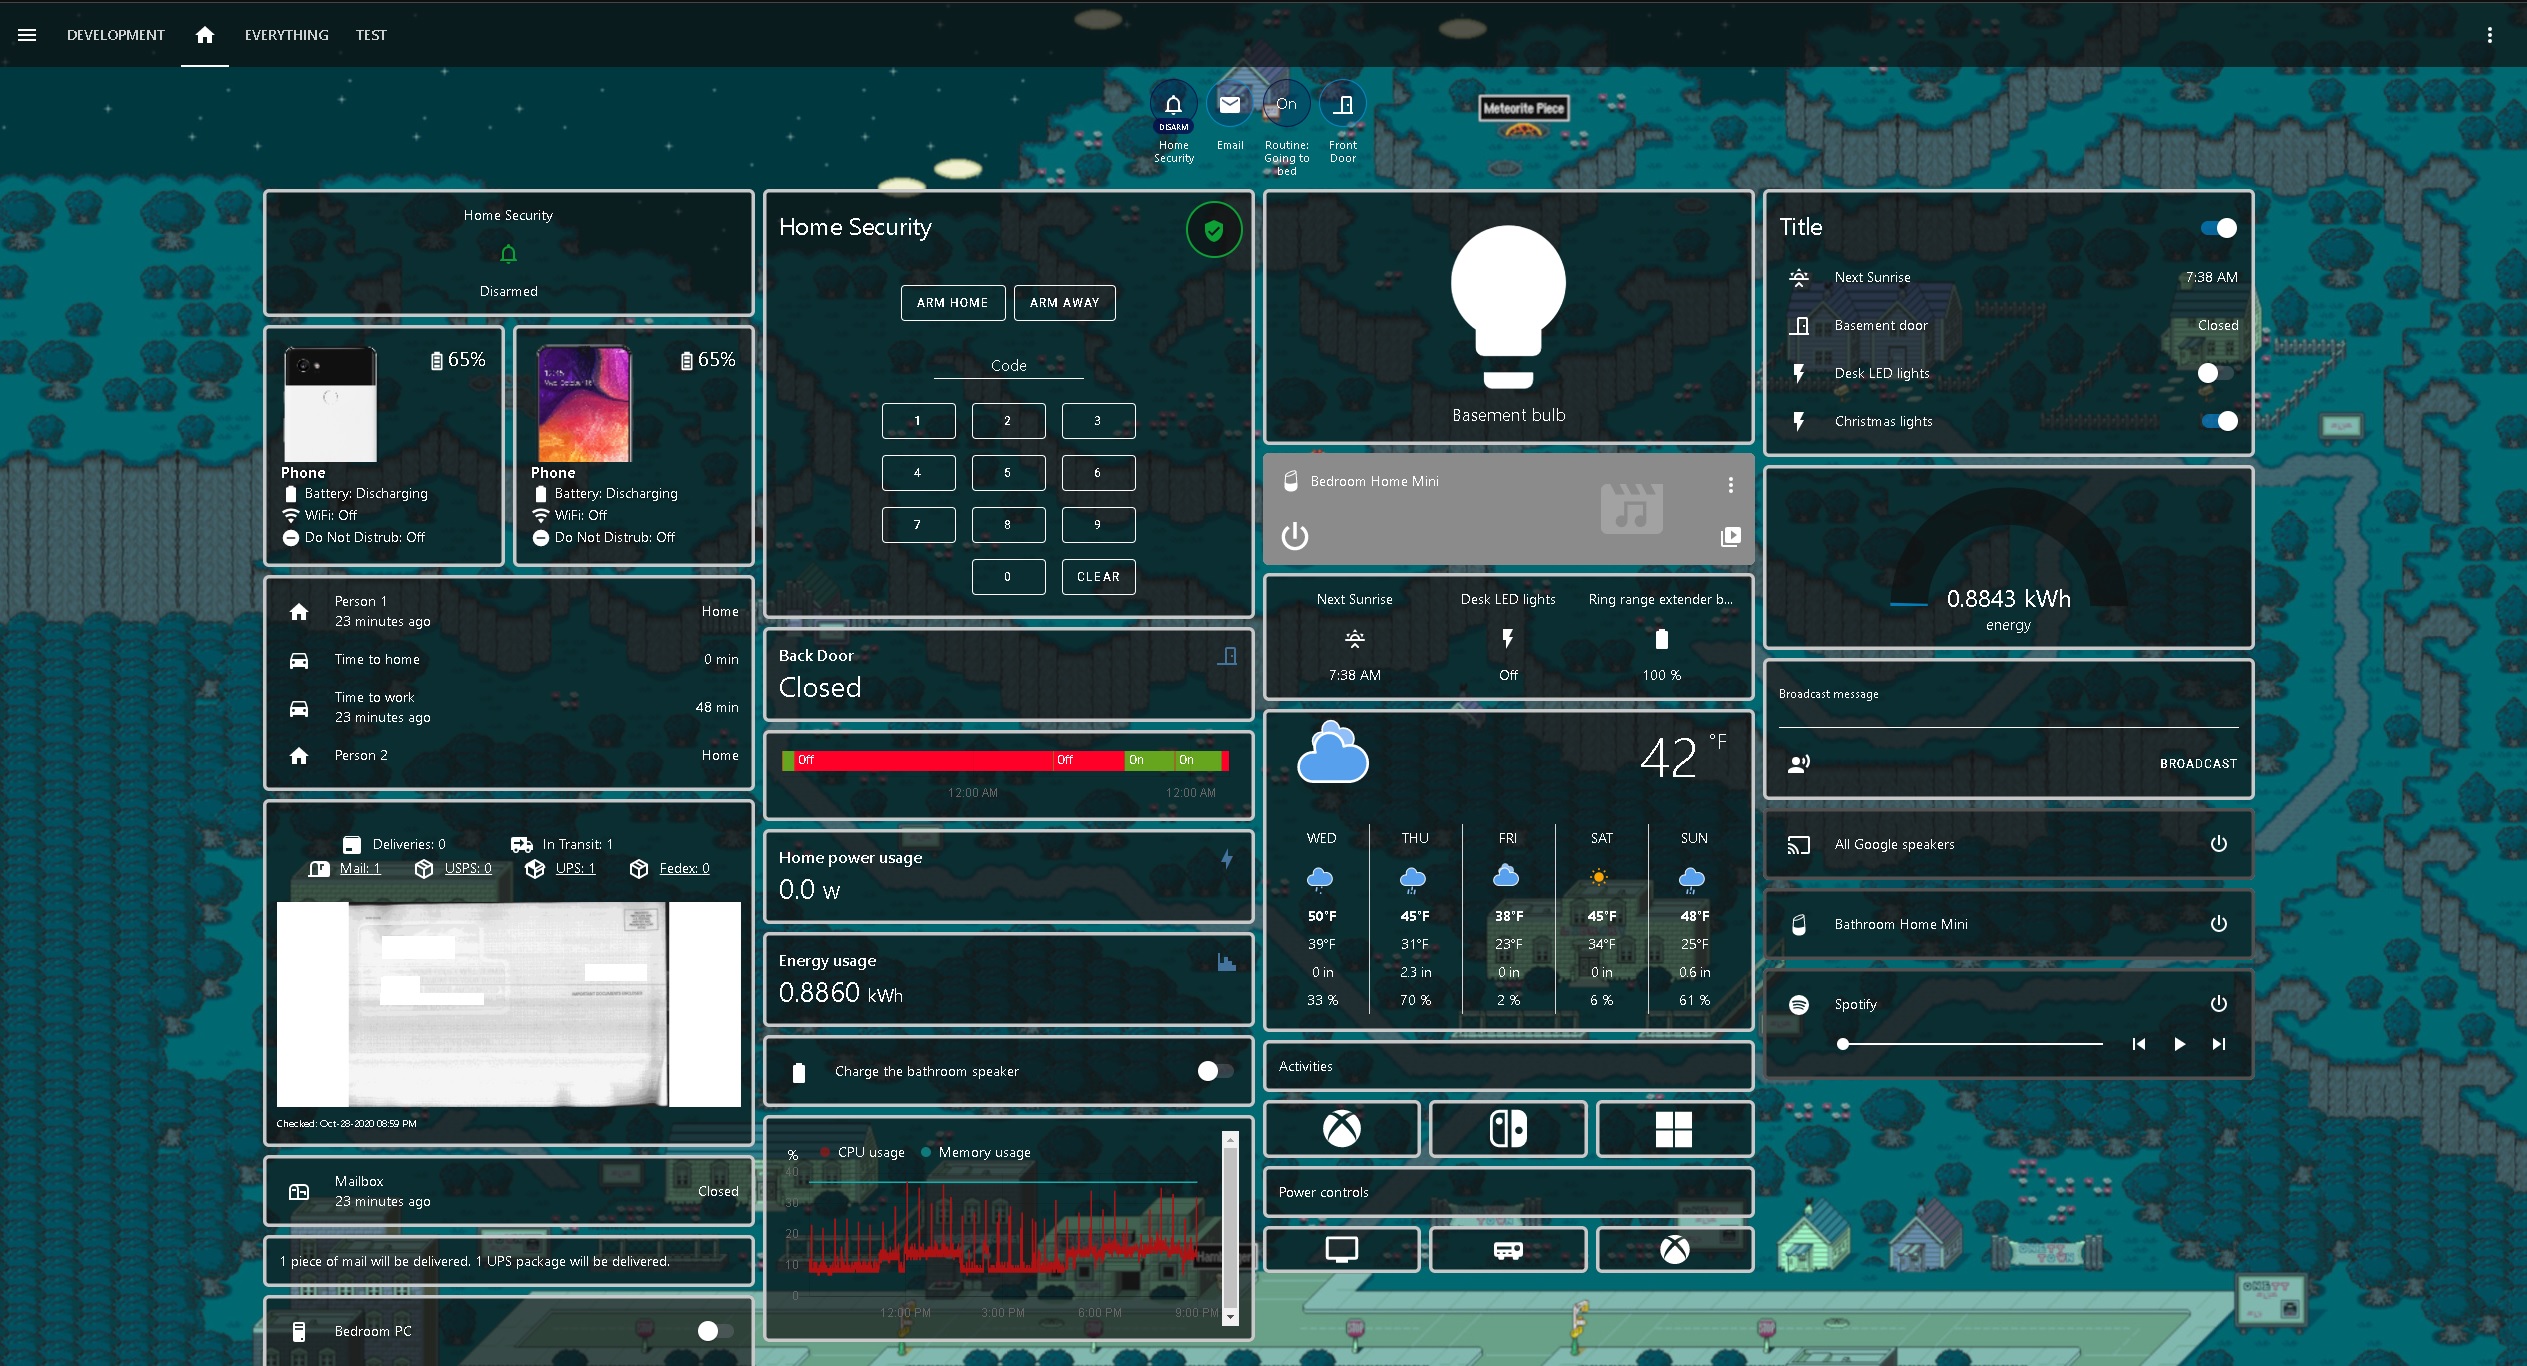 DEVELOPMENT
EVERYTHING
TEST
DISARM
Home
Security
Email
On
Routine:
Going to
bed
Front
Door
Meteorite Piece
Home Security
Disarmed
65%
Phone
Battery: Discharging
WiFi: Off
Do Not Distrub: Off
65%
Phone
Battery: Discharging
WiFi: Off
Do Not Distrub: Off
Person 1
23 minutes ago
Home
Time to home
0 min
Time to work
23 minutes ago
48 min
Person 2
Home
Deliveries: 0
In Transit: 1
Mail: 1
USPS: 0
UPS: 1
Fedex: 0
Checked: Oct-28-2020 08:59 PM
Mailbox
23 minutes ago
Closed
1 piece of mail will be delivered. 1 UPS package will be delivered.
Bedroom PC
Home Security
ARM HOME
ARM AWAY
Code
1 2 3
4 5 6
7 8 9
0 CLEAR
Back Door
Closed
Off Off On On
12:00 AM 12:00 AM
Home power usage
0.0 W
Energy usage
0.8860 kWh
Charge the bathroom speaker
% CPU usage Memory usage
40
30
20
10
0
12:00 PM 3:00 PM 6:00 PM 9:00 PM
Basement bulb
Bedroom Home Mini
Next Sunrise Desk LED lights Ring range extender b...
7:38 AM Off 100 %
42 °F
WED THU FRI SAT SUN
50°F 45°F 38°F 45°F 48°F
39°F 31°F 23°F 34°F 25°F
0 in 2.3 in 0 in 0 in 0.6 in
33 % 70 % 2 % 6 % 61 %
Activities
Power controls
Title
Next Sunrise 7:38 AM
Basement door Closed
Desk LED lights
Christmas lights
0.8843 kWh
energy
Broadcast message
BROADCAST
All Google speakers
Bathroom Home Mini
Spotify